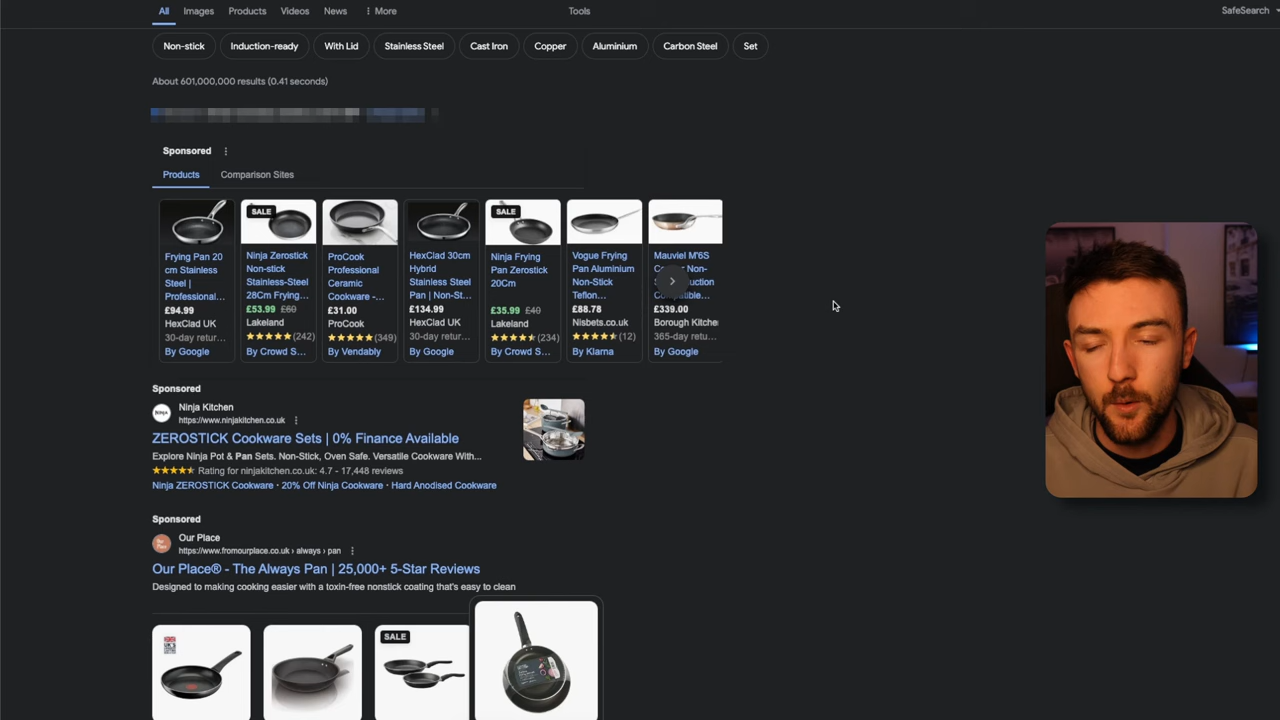 All Images Products Videos News More Tools SafeSearch
Non-stick Induction-ready With Lid Stainless Steel Cast Iron Copper Aluminium Carbon Steel Set
About 601,000,000 results (0.41 seconds)
Sponsored
Products Comparison Sites
Frying Pan 20
cm Stainless
Steel |
Professional...
£94.99
HexClad UK
30-day retur...
By Google
SALE
Ninja Zerostick
Non-stick
Stainless-Steel
28Cm Frying...
£53.99 £60
Lakeland
(242)
By Crowd S...
ProCook
Professional
Ceramic
Cookware -...
£31.00
ProCook
(349)
By Vendably
HexClad 30cm
Hybrid
Stainless Steel
Pan | Non-St...
£134.99
HexClad UK
30-day retur...
By Google
SALE
Ninja Frying
Pan Zerostick
20Cm
£35.99 £40
Lakeland
(234)
By Crowd S...
Vogue Frying
Pan Aluminium
Non-Stick
Teflon...
£88.78
Nisbets.co.uk
(12)
By Klarna
Mauviel M'6S
Non-
£339.00
Borough Kitchen
365-day retu...
By Google
Sponsored
Ninja Kitchen
https://www.ninjakitchen.co.uk
ZEROSTICK Cookware Sets | 0% Finance Available
Explore Ninja Pot & Pan Sets. Non-Stick, Oven Safe. Versatile Cookware With...
Rating for ninjakitchen.co.uk: 4.7 - 17,448 reviews
Ninja ZEROSTICK Cookware · 20% Off Ninja Cookware · Hard Anodised Cookware
Sponsored
Our Place
https://www.fromourplace.co.uk › always › pan
Our Place® - The Always Pan | 25,000+ 5-Star Reviews
Designed to making cooking easier with a toxin-free nonstick coating that's easy to clean
SALE